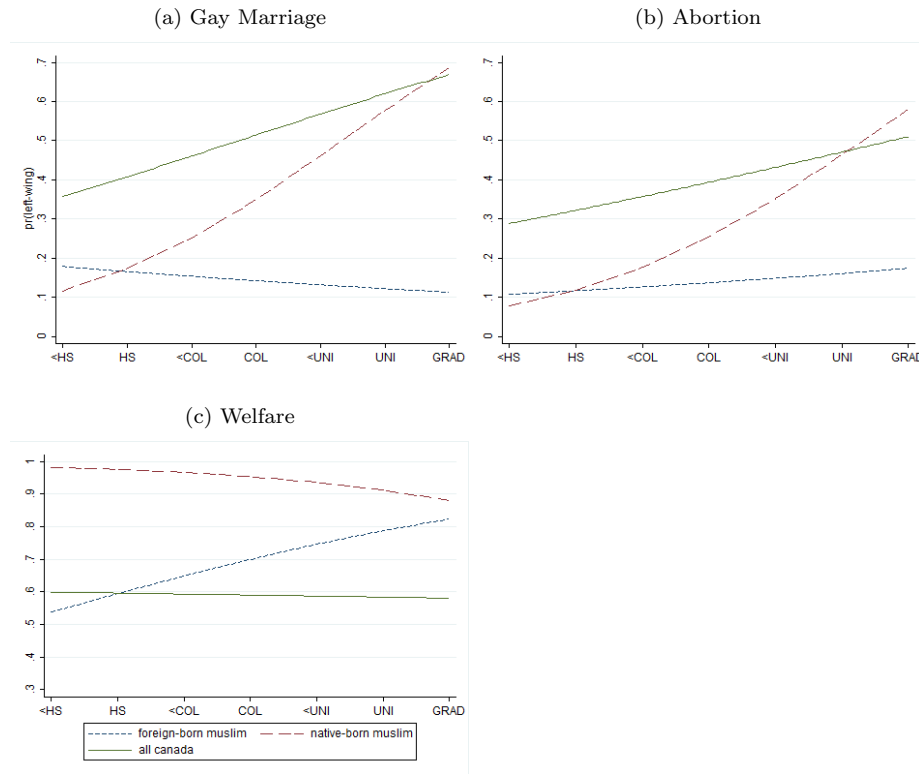 (a) Gay Marriage
(b) Abortion
pr(left-wing)
.7
.6
.5
.4
.3
.2
.1
0
<HS HS <COL COL <UNI UNI GRAD
.7
.6
.5
.4
.3
.2
.1
0
<HS HS <COL COL <UNI UNI GRAD
(c) Welfare
1
.9
.8
.7
.6
.5
.4
.3
<HS HS <COL COL <UNI UNI GRAD
foreign-born muslim native-born muslim
all canada